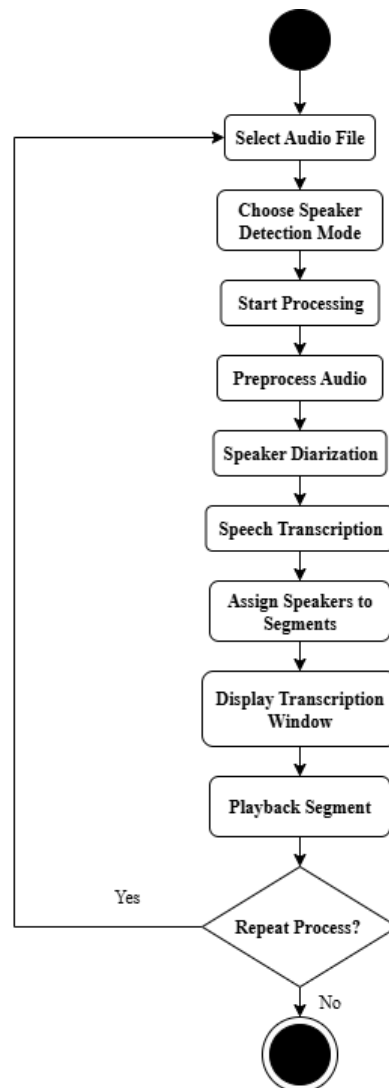 Select Audio File
Choose Speaker
Detection Mode
Start Processing
Preprocess Audio
Speaker Diarization
Speech Transcription
Assign Speakers to
Segments
Display Transcription
Window
Playback Segment
Yes
Repeat Process?
No